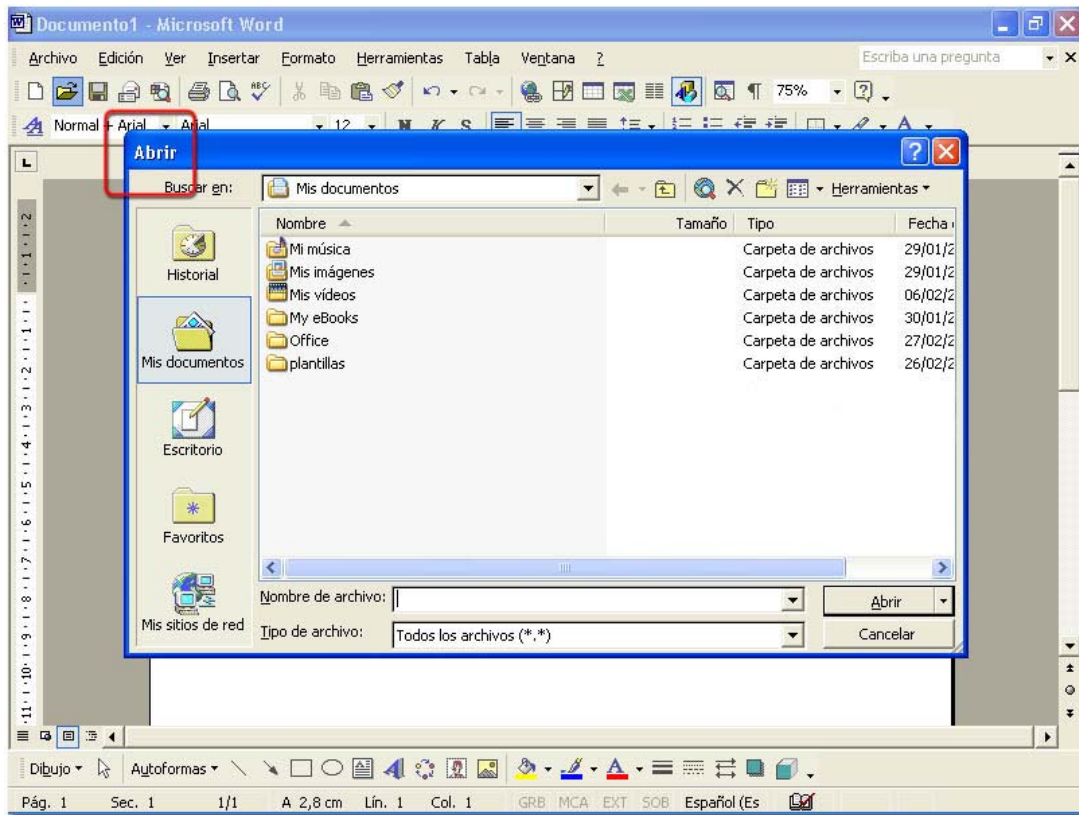 Documento1 - Microsoft Word
Archivo Edición Ver Insertar Formato Herramientas Tabla Ventana ? Escriba una pregunta
75%
Normal + Arial Arial 12 N K S
Abrir
Buscar en: Mis documentos Herramientas
Nombre Tamaño Tipo Fecha
Mi música Carpeta de archivos 29/01/2
Mis imágenes Carpeta de archivos 29/01/2
Mis vídeos Carpeta de archivos 06/02/2
My eBooks Carpeta de archivos 30/01/2
Office Carpeta de archivos 27/02/2
plantillas Carpeta de archivos 26/02/2
Historial
Mis documentos
Escritorio
Favoritos
Mis sitios de red
Nombre de archivo: Abrir
Tipo de archivo: Todos los archivos (*.*) Cancelar
Dibujo Autoformas
Pág. 1 Sec. 1 1/1 A 2,8 cm Lín. 1 Col. 1 GRB MCA EXT SOB Español (Es